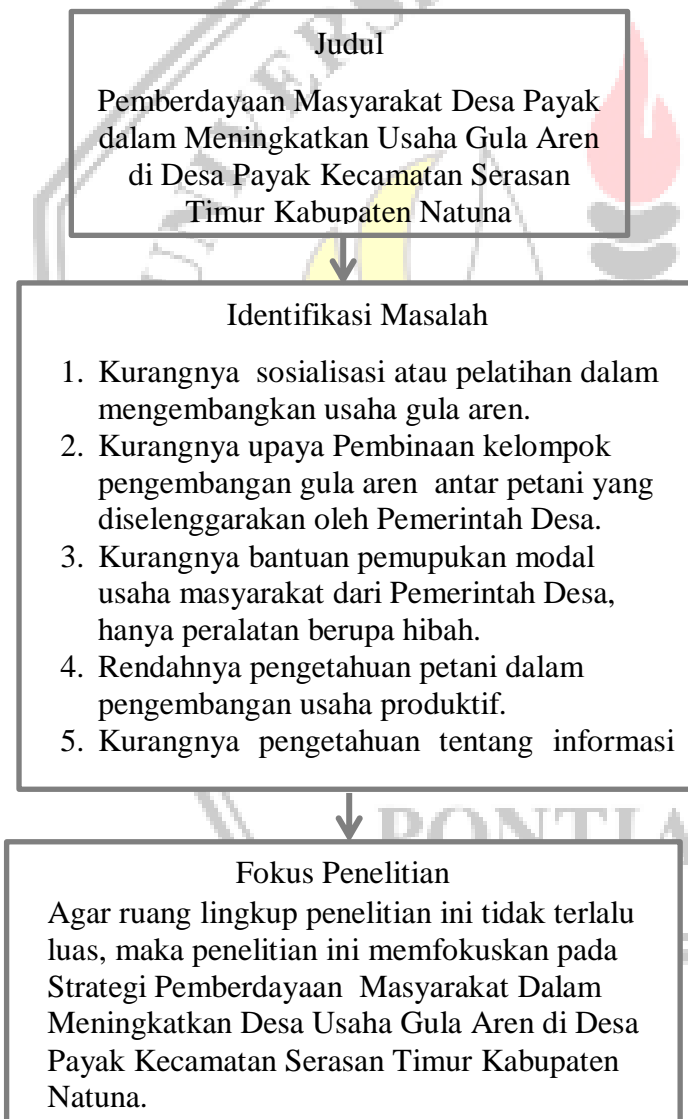 Judul
Pemberdayaan Masyarakat Desa Payak
dalam Meningkatkan Usaha Gula Aren
di Desa Payak Kecamatan Serasan
Timur Kabupaten Natuna
Identifikasi Masalah
1. Kurangnya sosialisasi atau pelatihan dalam
mengembangkan usaha gula aren.
2. Kurangnya upaya Pembinaan kelompok
pengembangan gula aren antar petani yang
diselenggarakan oleh Pemerintah Desa.
3. Kurangnya bantuan pemupukan modal
usaha masyarakat dari Pemerintah Desa,
hanya peralatan berupa hibah.
4. Rendahnya pengetahuan petani dalam
pengembangan usaha produktif.
5. Kurangnya pengetahuan tentang informasi
Fokus Penelitian
Agar ruang lingkup penelitian ini tidak terlalu
luas, maka penelitian ini memfokuskan pada
Strategi Pemberdayaan Masyarakat Dalam
Meningkatkan Desa Usaha Gula Aren di Desa
Payak Kecamatan Serasan Timur Kabupaten
Natuna.